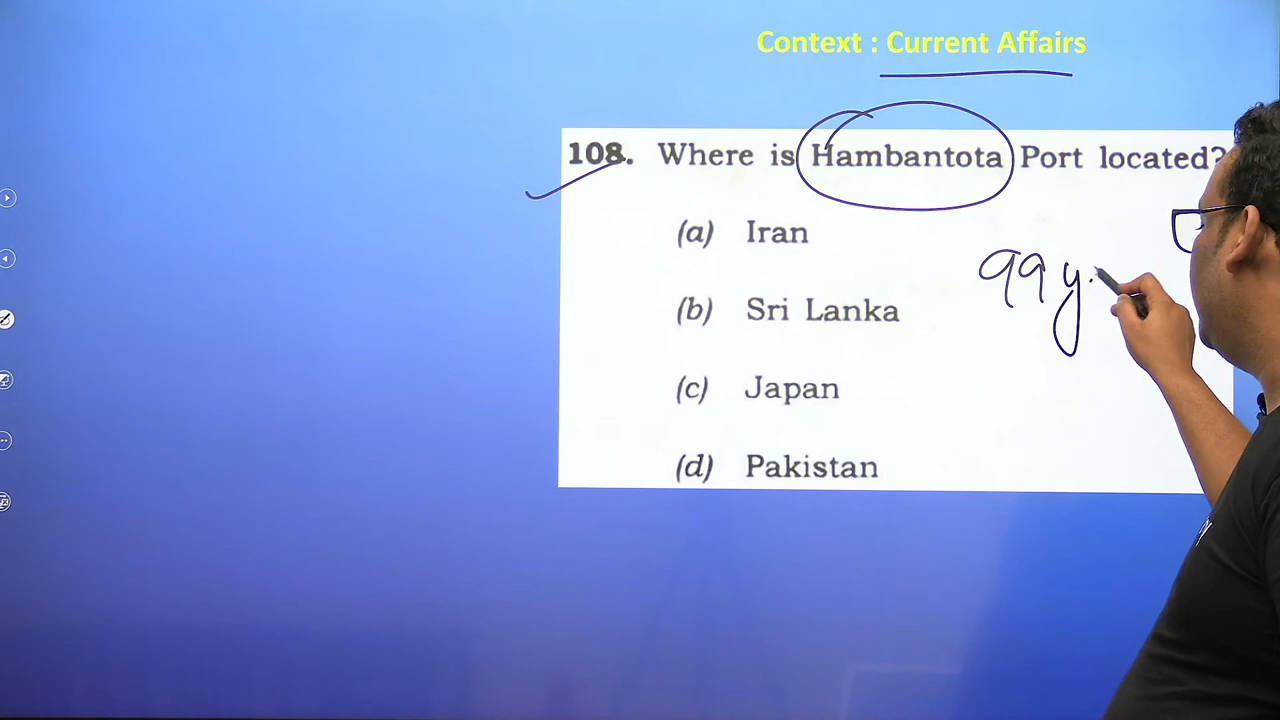 Context : Current Affairs
108. Where is Hambantota Port located?
(a) Iran
99 y.
(b) Sri Lanka
(c) Japan
(d) Pakistan